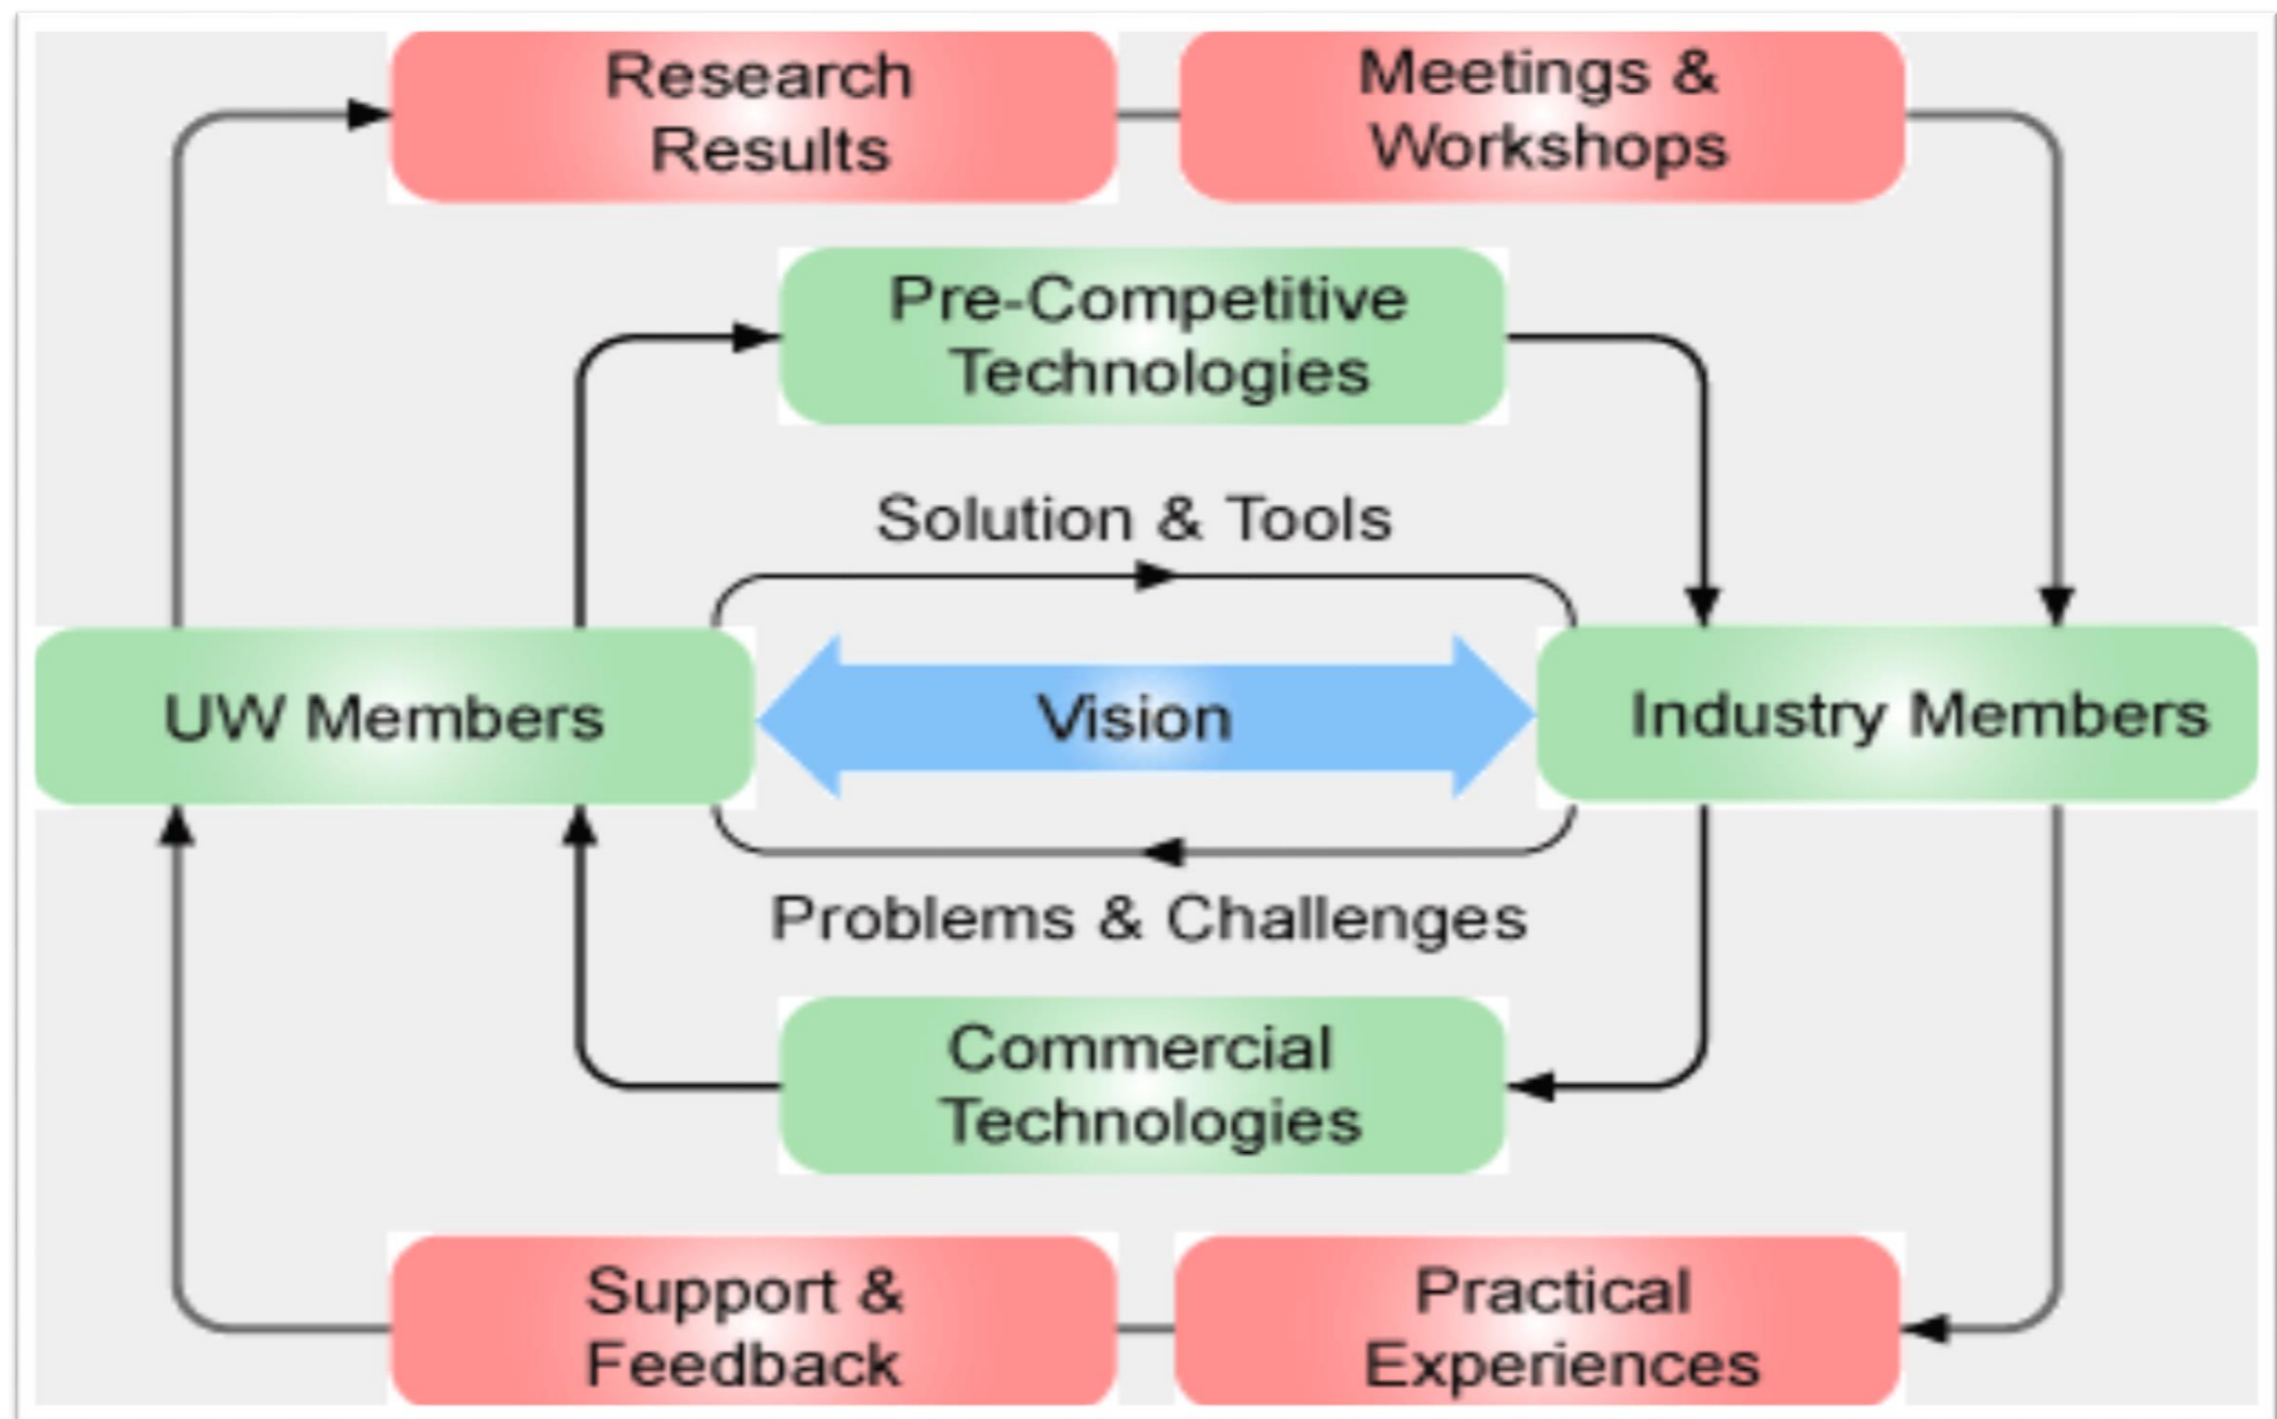 Research
Results
Meetings &
Workshops
Pre-Competitive
Technologies
Solution & Tools
UW Members
Vision
Industry Members
Problems & Challenges
Commercial
Technologies
Support &
Feedback
Practical
Experiences